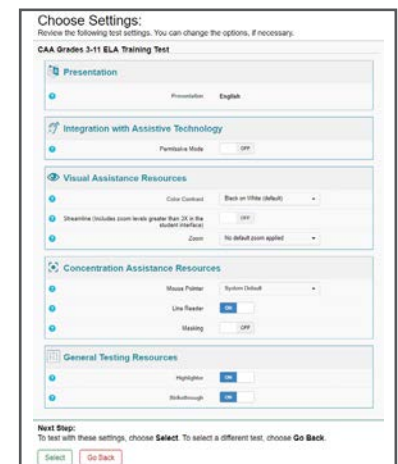 Choose Settings:
Review the following test settings. You can change the options, if necessary.
CAA Grades 3-11 ELA Training Test
Presentation
Presentation English
Integration with Assistive Technology
Permissive Mode OFF
Visual Assistance Resources
Color Contrast Black on White (default)
Streamline (Includes zoom levels greater than 3X in the OFF
student interface)
Zoom No default zoom applied
Concentration Assistance Resources
Mouse Pointer System Default
Line Reader ON
Masking OFF
General Testing Resources
Highlighter ON
Strikethrough ON
Next Step:
To test with these settings, choose Select. To select a different test, choose Go Back.
Select Go Back